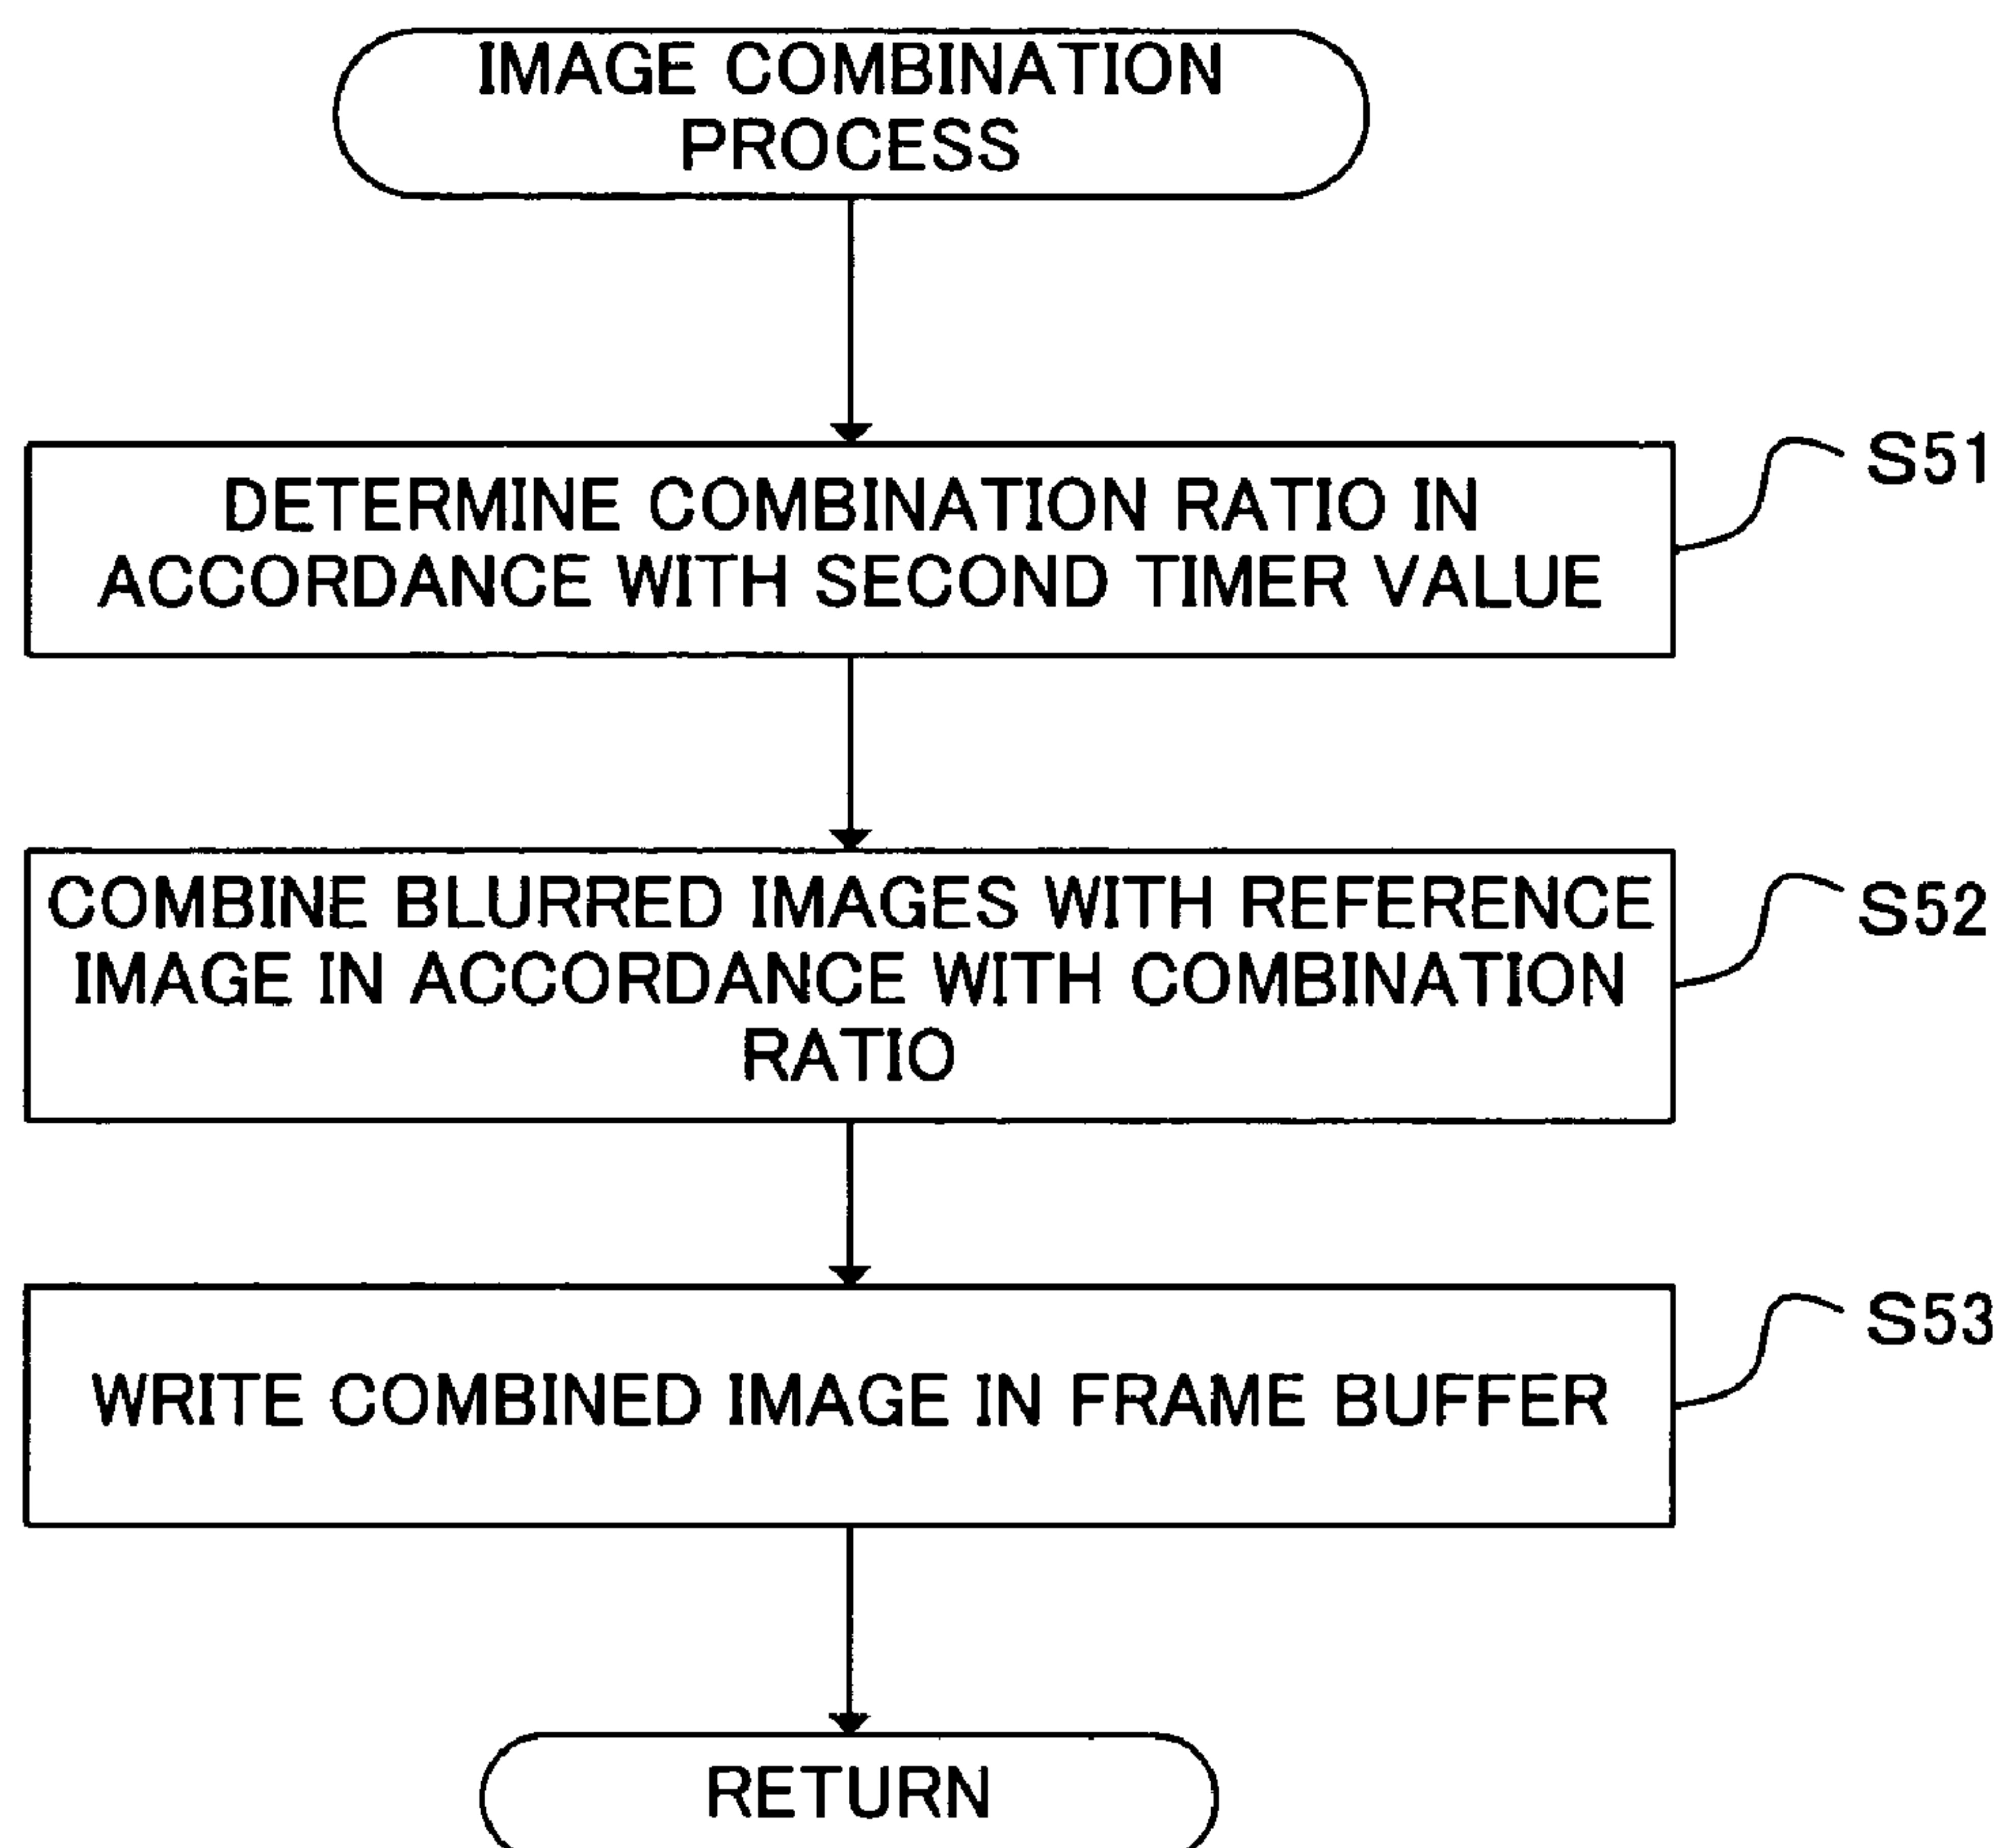 IMAGE COMBINATION
PROCESS
DETERMINE COMBINATION RATIO IN
ACCORDANCE WITH SECOND TIMER VALUE
S51
COMBINE BLURRED IMAGES WITH REFERENCE
IMAGE IN ACCORDANCE WITH COMBINATION
RATIO
S52
WRITE COMBINED IMAGE IN FRAME BUFFER
S53
RETURN